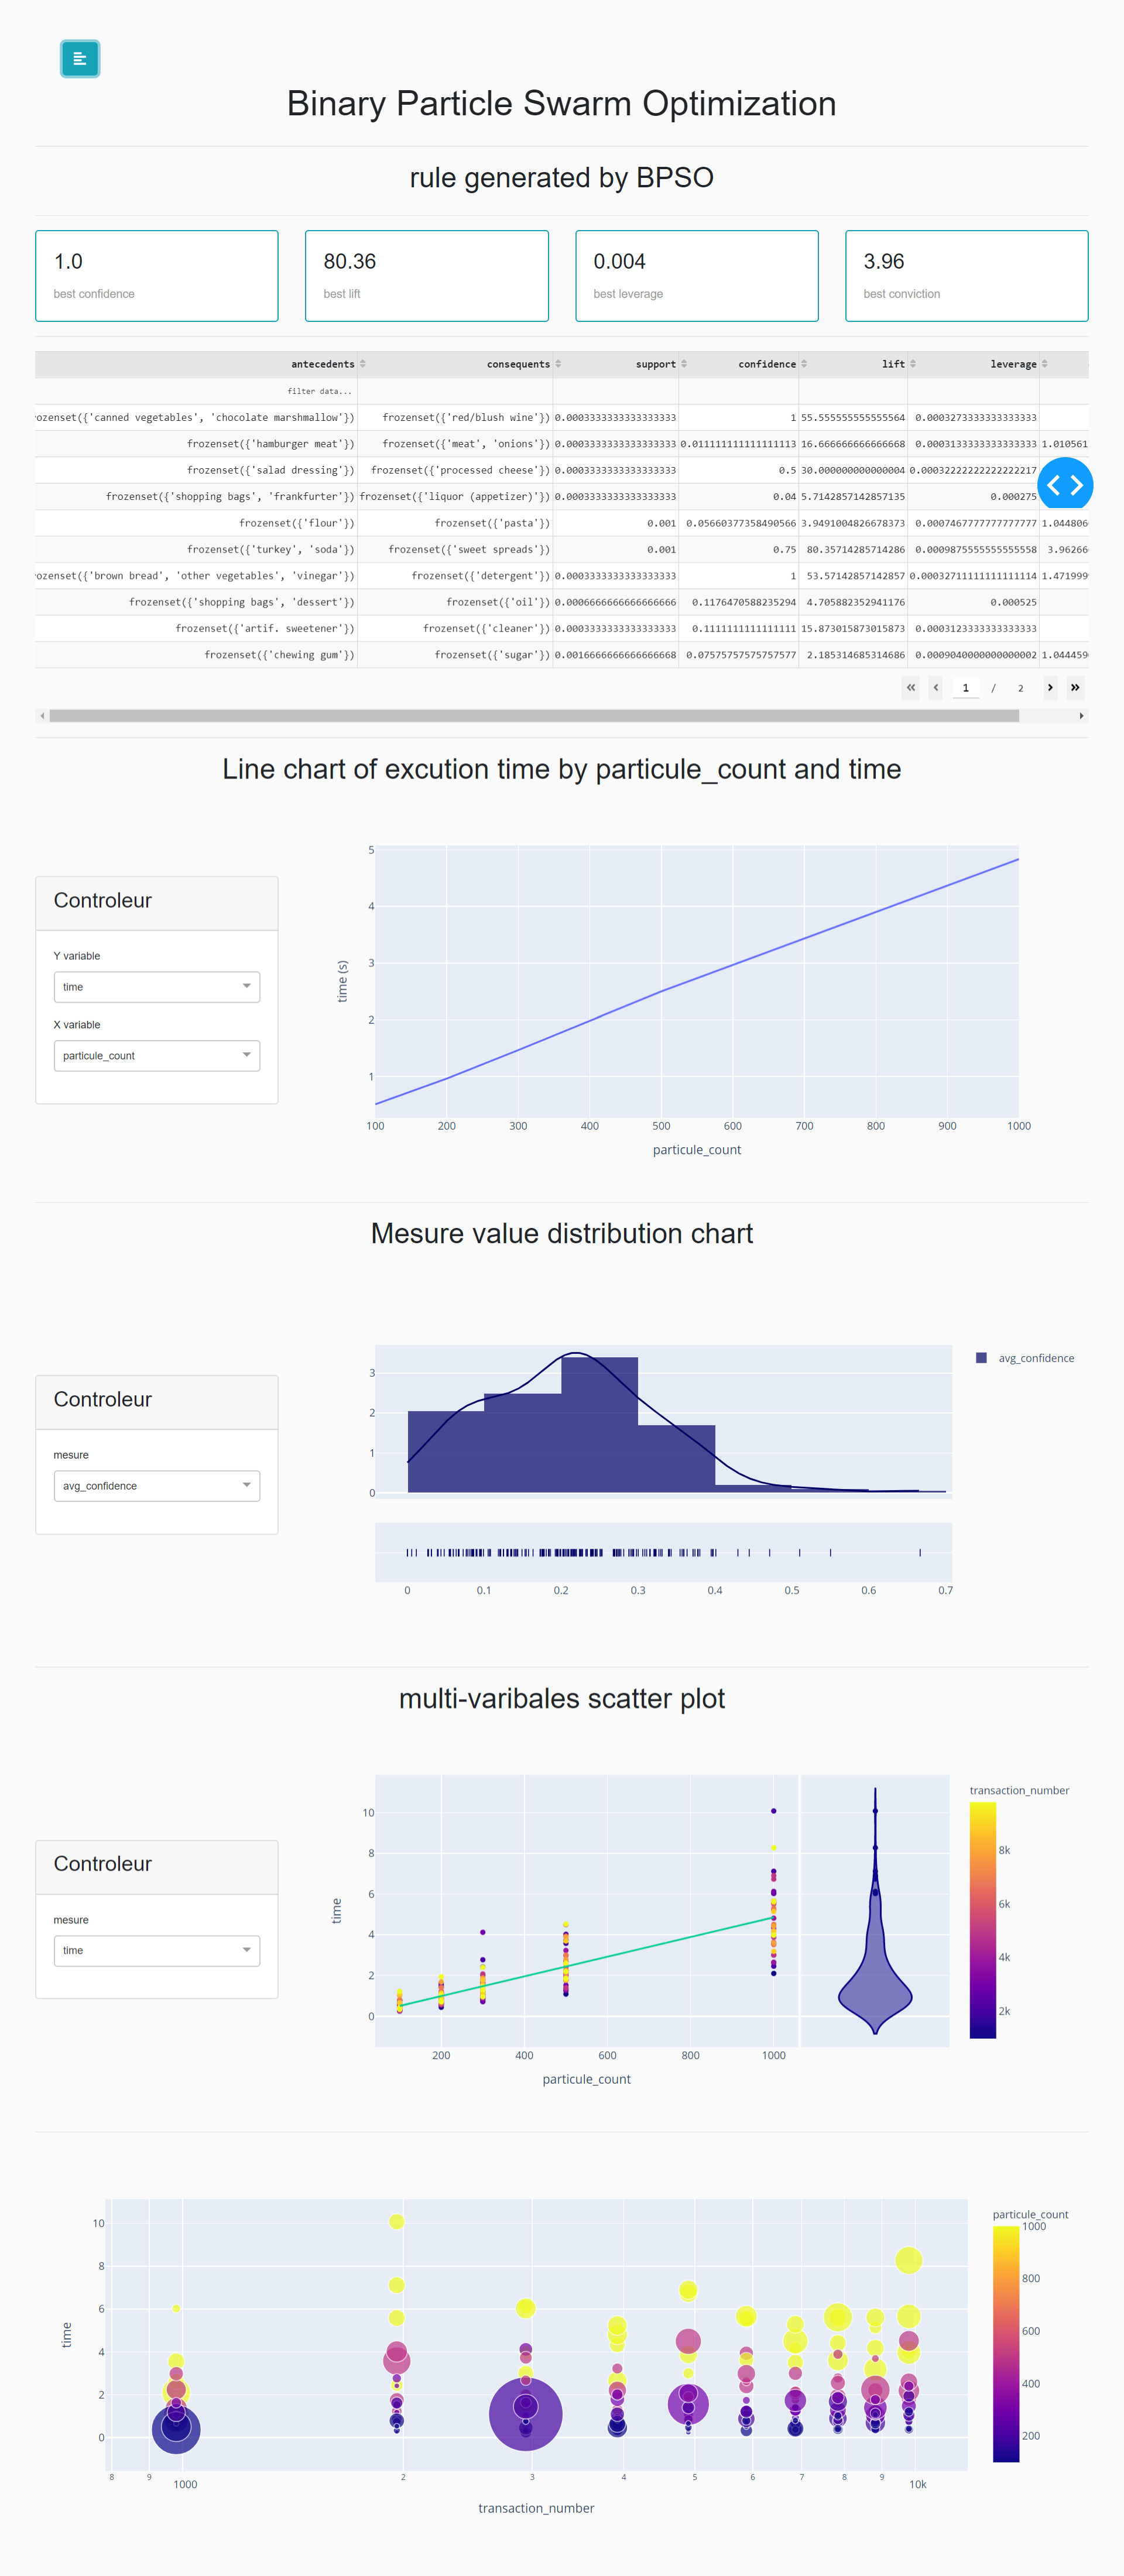 Binary Particle Swarm Optimization
rule generated by BPSO
1.0 80.36 0.004 3.96
best confidence best lift best leverage best conviction
antecedents consequents support confidence lift leverage
filter data...
ozenset({'canned vegetables', 'chocolate marshmallow'}) frozenset({'red/blush wine'}) 0.0003333333333333333 1 55.555555555555564 0.0003273333333333333
frozenset({'hamburger meat'}) frozenset({'meat', 'onions'}) 0.0003333333333333333 0.011111111111111113 16.666666666666668 0.0003133333333333333 1.010561
frozenset({'salad dressing'}) frozenset({'processed cheese'}) 0.0003333333333333333 0.5 30.000000000000004 0.00032222222222222217
frozenset({'shopping bags', 'frankfurter'}) frozenset({'liquor (appetizer)'}) 0.0003333333333333333 0.04 5.7142857142857135 0.000275
frozenset({'flour'}) frozenset({'pasta'}) 0.001 0.05660377358490566 3.9491004826678373 0.0007467777777777777 1.044806
frozenset({'turkey', 'soda'}) frozenset({'sweet spreads'}) 0.001 0.75 80.35714285714286 0.0009875555555555558 3.96266
ozenset({'brown bread', 'other vegetables', 'vinegar'}) frozenset({'detergent'}) 0.0003333333333333333 1 53.57142857142857 0.00032711111111111114 1.471999
frozenset({'shopping bags', 'dessert'}) frozenset({'oil'}) 0.0006666666666666666 0.1176470588235294 4.705882352941176 0.000525
frozenset({'artif. sweetener'}) frozenset({'cleaner'}) 0.0003333333333333333 0.1111111111111111 15.873015873015873 0.0003123333333333333
frozenset({'chewing gum'}) frozenset({'sugar'}) 0.0016666666666666668 0.07575757575757577 2.185314685314686 0.0009040000000000002 1.044459
1 / 2
Line chart of excution time by particule_count and time
Controleur
Y variable
time
X variable
particule_count
5
4
3
2
1
time (s)
100 200 300 400 500 600 700 800 900 1000
particule_count
Mesure value distribution chart
Controleur
mesure
avg_confidence
3
2
1
0
avg_confidence
0 0.1 0.2 0.3 0.4 0.5 0.6 0.7
multi-varibales scatter plot
Controleur
mesure
time
10
8
6
4
2
0
time
200 400 600 800 1000
particule_count
transaction_number
8k
6k
4k
2k
10
8
6
4
2
0
time
8 9 1000 2 3 4 5 6 7 8 9 10k
transaction_number
particule_count
1000
800
600
400
200